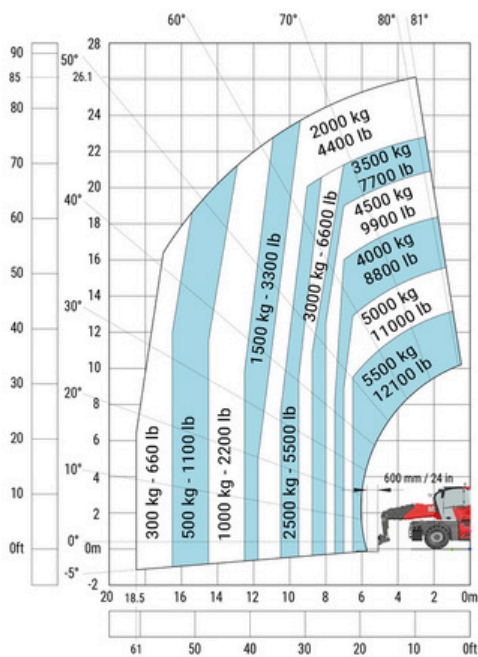 60°
70°
80°
81°
90
28
50°
85
26.1
80
26
2000 kg
4400 lb
24
70
22
3500 kg
7700 lb
20
4500 kg
9900 lb
40°
60
18
3000 kg - 6600 lb
4000 kg
8800 lb
50
16
1500 kg - 3300 lb
30°
14
5000 kg
11000 lb
40
12
5500 kg
12100 lb
30
10
20°
8
20
6
300 kg - 660 lb
500 kg - 1100 lb
1000 kg - 2200 lb
2500 kg - 5500 lb
10°
4
600 mm / 24 in
10
2
0°
0ft
0m
-5°
-2
20 18.5 16 14 12 10 8 6 4 2 0m
61 50 40 30 20 10 0ft